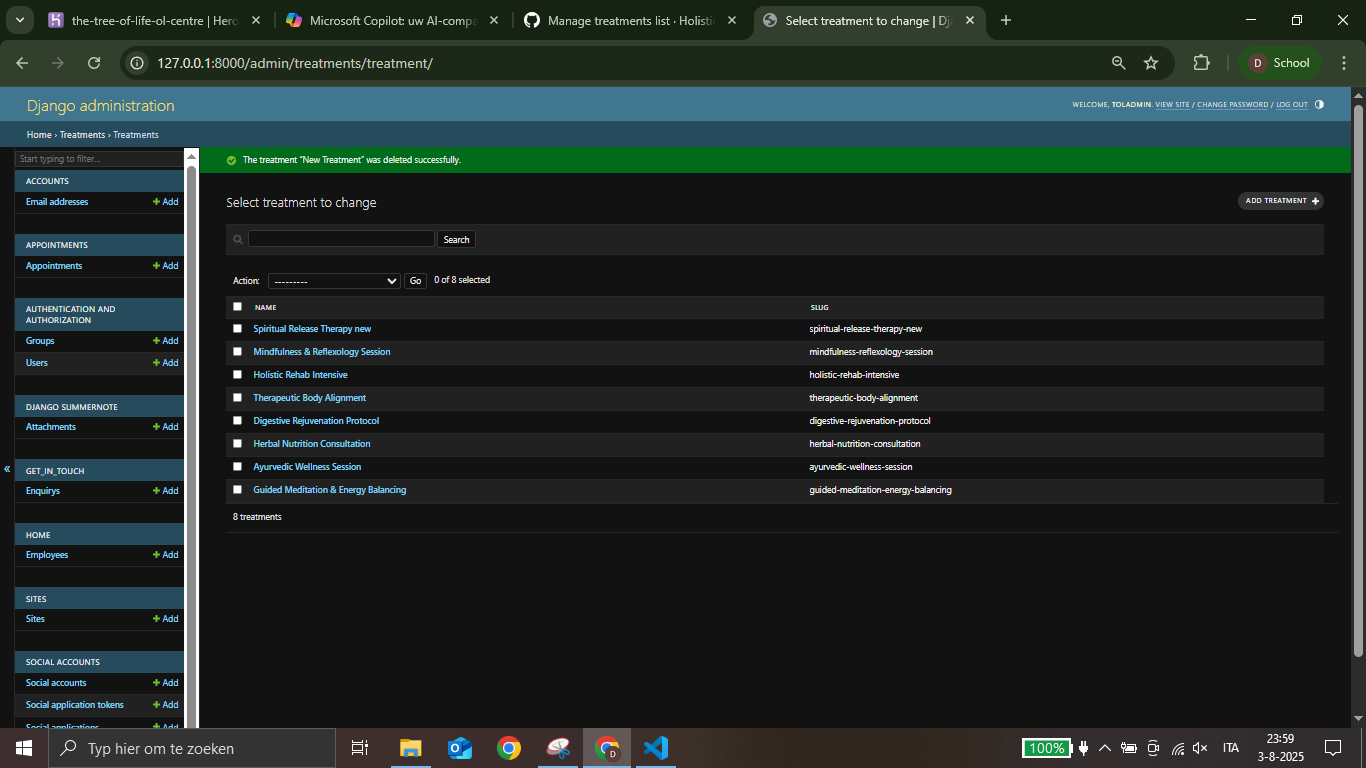 the-tree-of-life-ol-centre | Hero
Microsoft Copilot: uw AI-compa
Manage treatments list · Holisti
Select treatment to change | Dj
127.0.0.1:8000/admin/treatments/treatment/
D School
Django administration
WELCOME, TOLADMIN. VIEW SITE / CHANGE PASSWORD / LOG OUT
Home › Treatments › Treatments
Start typing to filter...
ACCOUNTS
Email addresses + Add
APPOINTMENTS
Appointments + Add
AUTHENTICATION AND
AUTHORIZATION
Groups + Add
Users + Add
DJANGO SUMMERNOTE
Attachments + Add
GET_IN_TOUCH
Enquirys + Add
HOME
Employees + Add
SITES
Sites + Add
SOCIAL ACCOUNTS
Social accounts + Add
Social application tokens + Add
Social applications + Add
«
The treatment “New Treatment” was deleted successfully.
Select treatment to change
ADD TREATMENT +
Search
Action: --------- Go 0 of 8 selected
NAME SLUG
Spiritual Release Therapy new spiritual-release-therapy-new
Mindfulness & Reflexology Session mindfulness-reflexology-session
Holistic Rehab Intensive holistic-rehab-intensive
Therapeutic Body Alignment therapeutic-body-alignment
Digestive Rejuvenation Protocol digestive-rejuvenation-protocol
Herbal Nutrition Consultation herbal-nutrition-consultation
Ayurvedic Wellness Session ayurvedic-wellness-session
Guided Meditation & Energy Balancing guided-meditation-energy-balancing
8 treatments
Typ hier om te zoeken
D
100%
ITA
23:59
3-8-2025